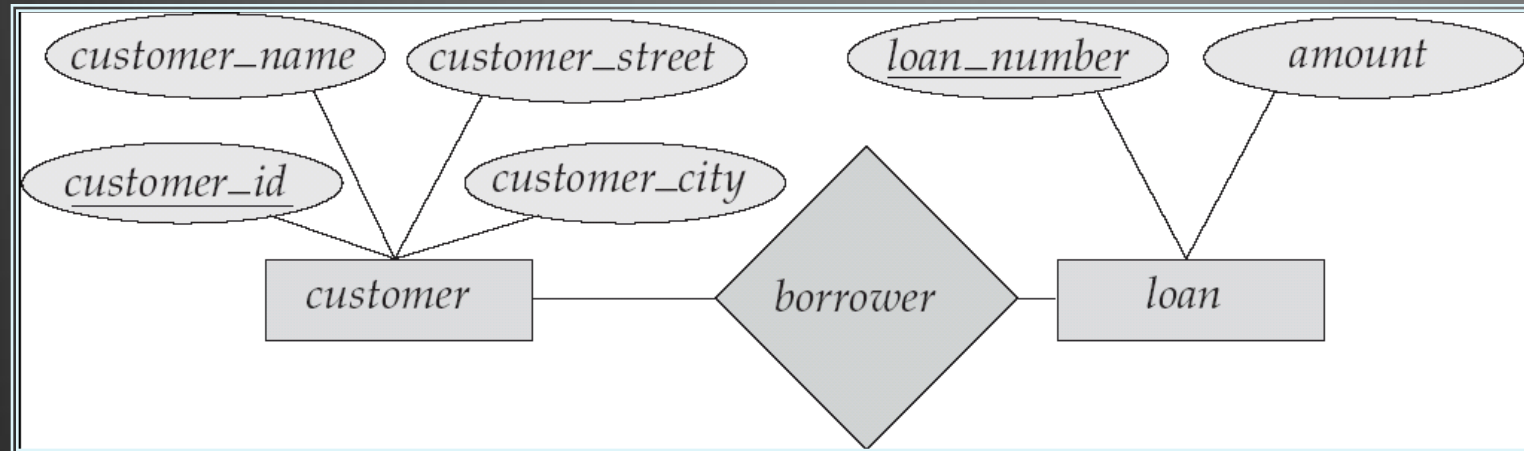 customer_name
customer_street
loan_number
amount
customer_id
customer_city
customer
borrower
loan